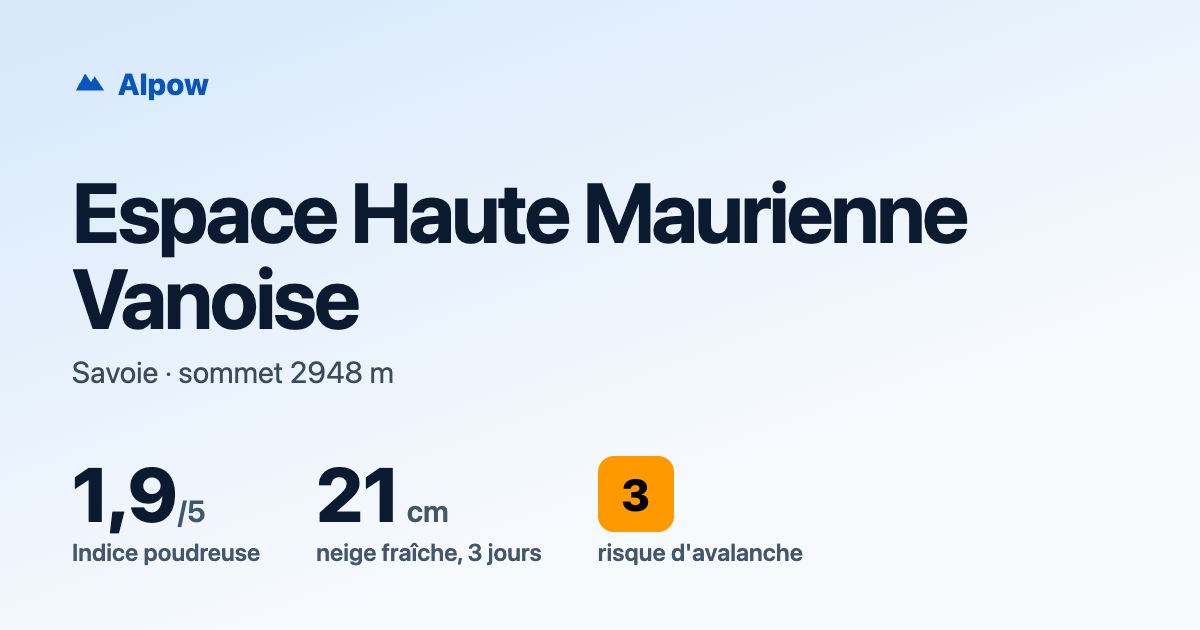 Alpow
Espace Haute Maurienne
Vanoise
Savoie · sommet 2948 m
1,9/5
Indice poudreuse
21 cm
neige fraîche, 3 jours
3
risque d'avalanche